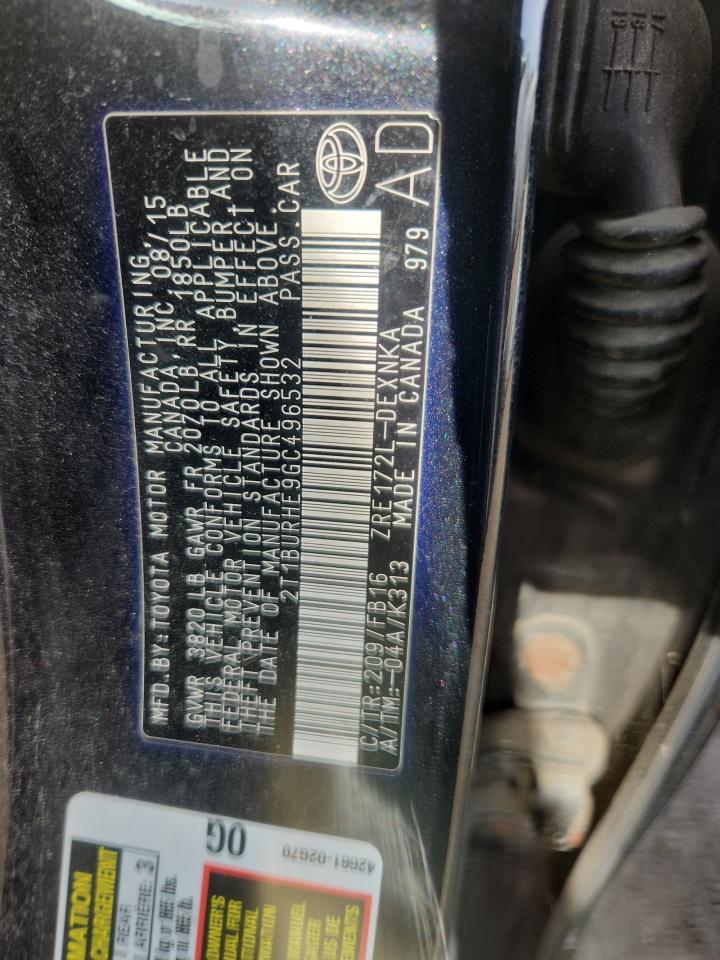 MFD.BY:TOYOTA MOTOR MANUFACTURING,
CANADA,INC 08/15
GVWR 3820LB GAWR FR 2070LB,RR 1850LB
THIS VEHICLE CONFORMS TO ALL APPLICABLE
FEDERAL MOTOR VEHICLE SAFETY,BUMPER AND
THEFT PREVENTION STANDARDS IN EFFECT ON
THE DATE OF MANUFACTURE SHOWN ABOVE.
2T1BURHE9GC496532 PASS.CAR
C/TR:209/FB16 ZRE172L-DEXNKA
A/TM:-04A/K313 MADE IN CANADA 979
AD
0G
42661-02G70